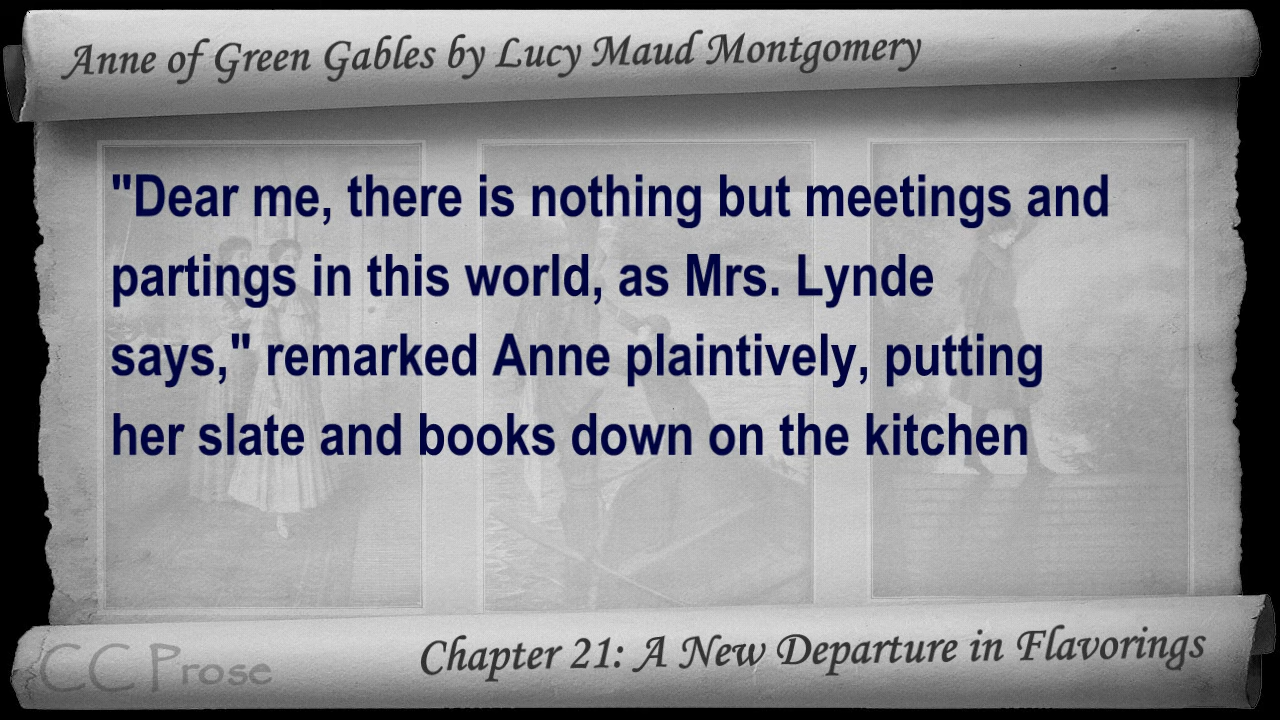 Anne of Green Gables by Lucy Maud Montgomery
"Dear me, there is nothing but meetings and
partings in this world, as Mrs. Lynde
says," remarked Anne plaintively, putting
her slate and books down on the kitchen
CC Prose
Chapter 21: A New Departure in Flavorings